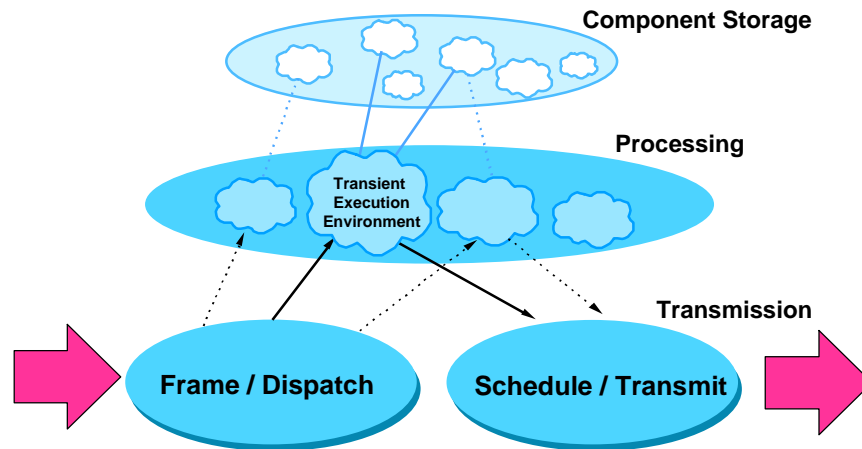 Component Storage
Processing
Transient
Execution
Environment
Transmission
Frame / Dispatch
Schedule / Transmit